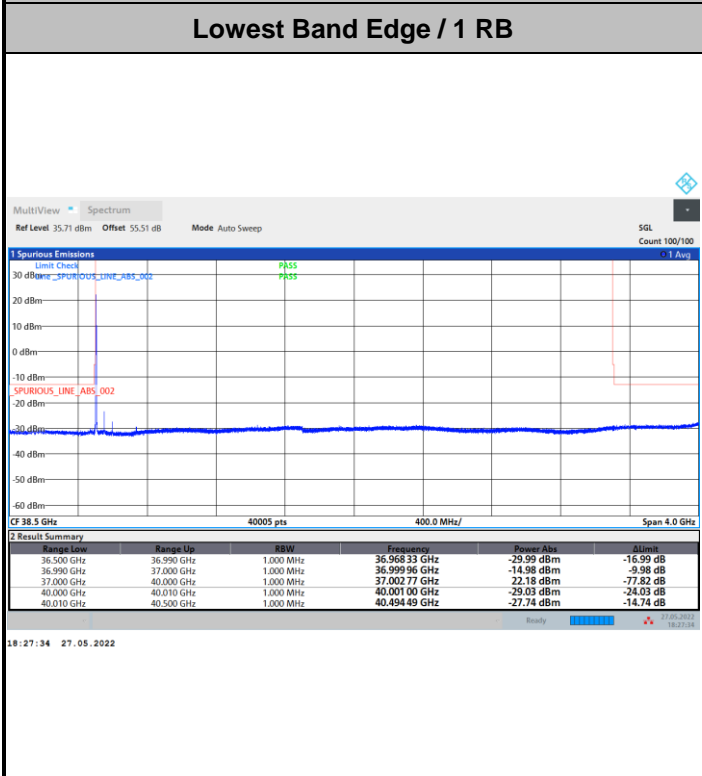 Lowest Band Edge / 1 RB
MultiView Spectrum
Ref Level 35.71 dBm Offset 55.51 dB Mode Auto Sweep SGL
Count 100/100
1 Spurious Emissions 1 Avg
Limit Check PASS
30 dBm Line _SPURIOUS_LINE_ABS_002 PASS
20 dBm
10 dBm
0 dBm
-10 dBm
_SPURIOUS_LINE_ABS_002
-20 dBm
-30 dBm
-40 dBm
-50 dBm
-60 dBm
CF 38.5 GHz 40005 pts 400.0 MHz/ Span 4.0 GHz
2 Result Summary
Range Low Range Up RBW Frequency Power Abs ΔLimit
36.500 GHz 36.990 GHz 1.000 MHz 36.968 33 GHz -29.99 dBm -16.99 dB
36.990 GHz 37.000 GHz 1.000 MHz 36.999 96 GHz -14.98 dBm -9.98 dB
37.000 GHz 40.000 GHz 1.000 MHz 37.002 77 GHz 22.18 dBm -77.82 dB
40.000 GHz 40.010 GHz 1.000 MHz 40.001 00 GHz -29.03 dBm -24.03 dB
40.010 GHz 40.500 GHz 1.000 MHz 40.494 49 GHz -27.74 dBm -14.74 dB
Ready 27.05.2022
18:27:34
18:27:34 27.05.2022